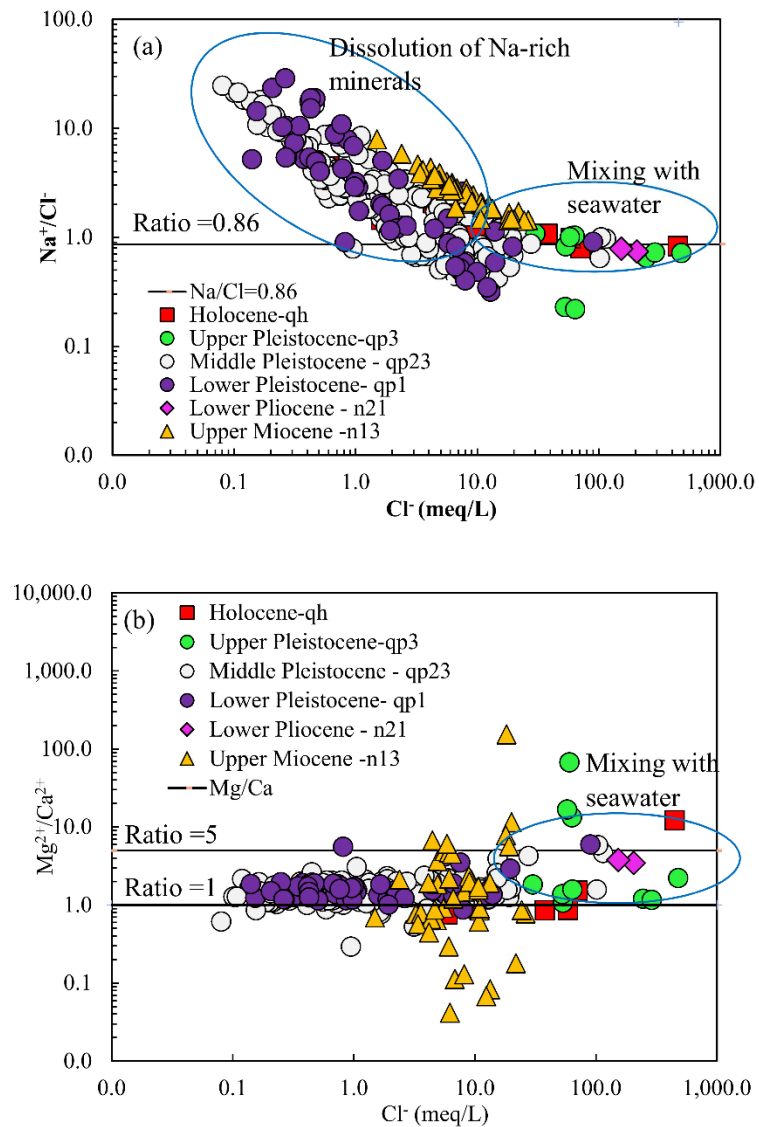 100.0
(a)
Dissolution of Na-rich
minerals
10.0
Mixing with
seawater
Na⁺/Cl⁻
Ratio =0.86
1.0
Na/Cl=0.86
Holocene-qh
Upper Pleistocene-qp3
0.1
Middle Pleistocene - qp23
Lower Pleistocene- qp1
Lower Pliocene - n21
Upper Miocene -n13
0.0
0.0 0.1 1.0 10.0 100.0 1,000.0
Cl⁻ (meq/L)
10,000.0
(b)
Holocene-qh
Upper Pleistocene-qp3
1,000.0
Middle Pleistocene - qp23
Lower Pleistocene- qp1
Lower Pliocene - n21
100.0
Upper Miocene -n13
Mg/Ca
Mixing with
seawater
Mg²⁺/Ca²⁺
Ratio =5
10.0
Ratio =1
1.0
0.1
0.0
0.0 0.1 1.0 10.0 100.0 1,000.0
Cl⁻ (meq/L)